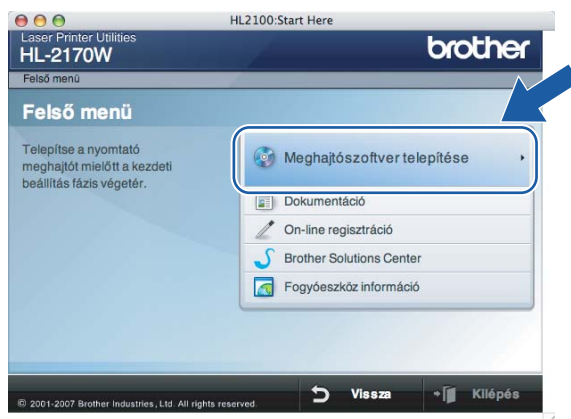 HL2100:Start Here
Laser Printer Utilities
HL-2170W
brother
Felső menü
Felső menü
Telepítse a nyomtató
meghajtót mielőtt a kezdeti
beállítás fázis végetér.
Meghajtószoftver telepítése
Dokumentáció
On-line regisztráció
Brother Solutions Center
Fogyóeszköz információ
© 2001-2007 Brother Industries, Ltd. All rights reserved.
Vissza
Kilépés